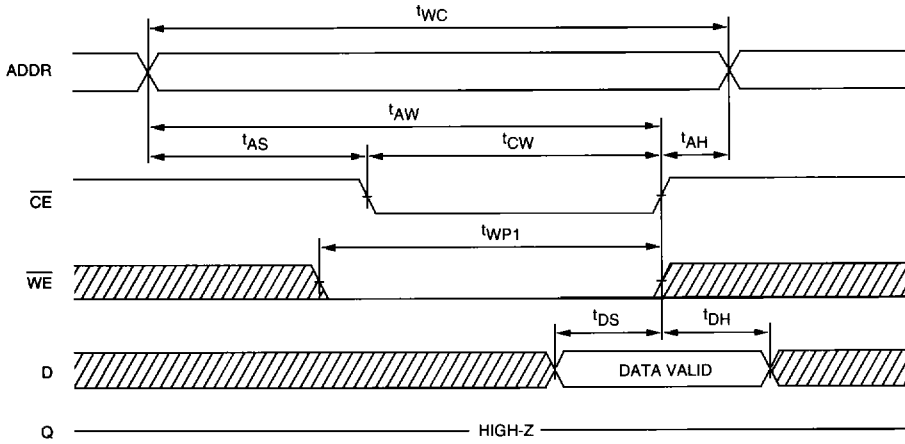 tWC
ADDR
tAW
tAS tCW tAH
CE
tWP1
WE
tDS tDH
D DATA VALID
Q HIGH-Z